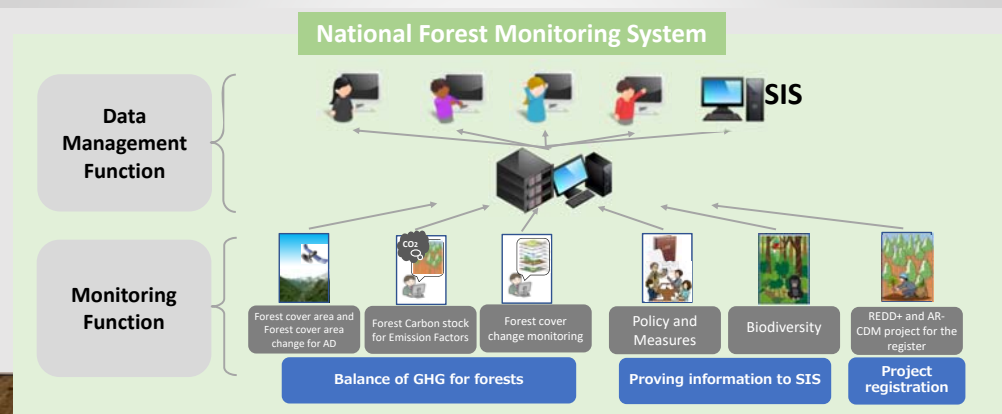 National Forest Monitoring System
Data
Management
Function
SIS
Monitoring
Function
CO2
Forest cover area and
Forest cover area
change for AD
Forest Carbon stock
for Emission Factors
Forest cover
change monitoring
Policy and
Measures
Biodiversity
REDD+ and AR-
CDM project for the
register
Balance of GHG for forests
Proving information to SIS
Project
registration